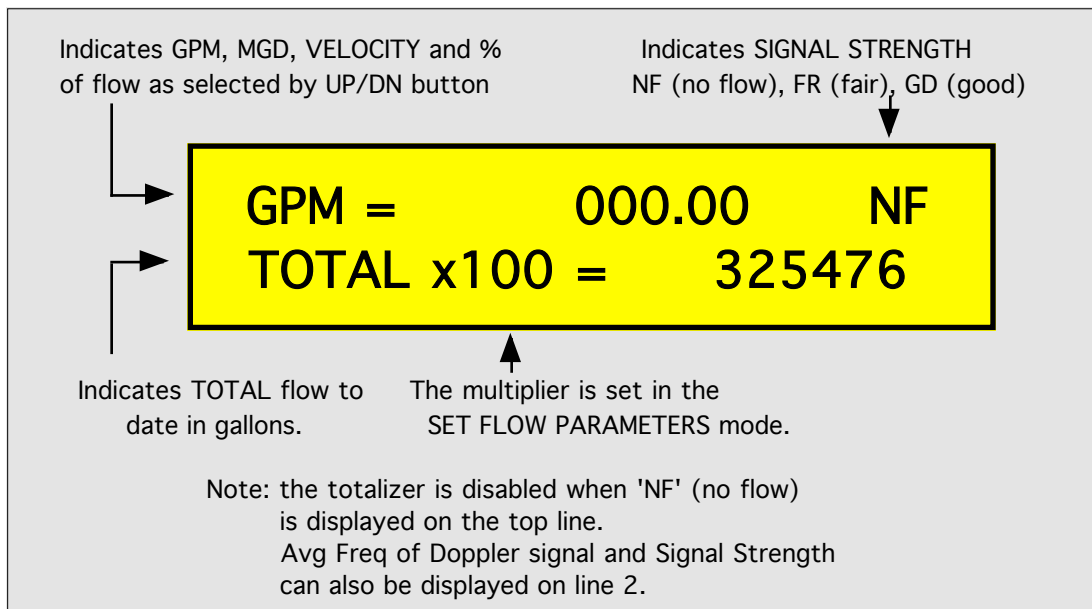 Indicates GPM, MGD, VELOCITY and %
of flow as selected by UP/DN button
Indicates SIGNAL STRENGTH
NF (no flow), FR (fair), GD (good)
GPM = 000.00 NF
TOTAL x100 = 325476
Indicates TOTAL flow to
date in gallons.
The multiplier is set in the
SET FLOW PARAMETERS mode.
Note: the totalizer is disabled when 'NF' (no flow)
is displayed on the top line.
Avg Freq of Doppler signal and Signal Strength
can also be displayed on line 2.